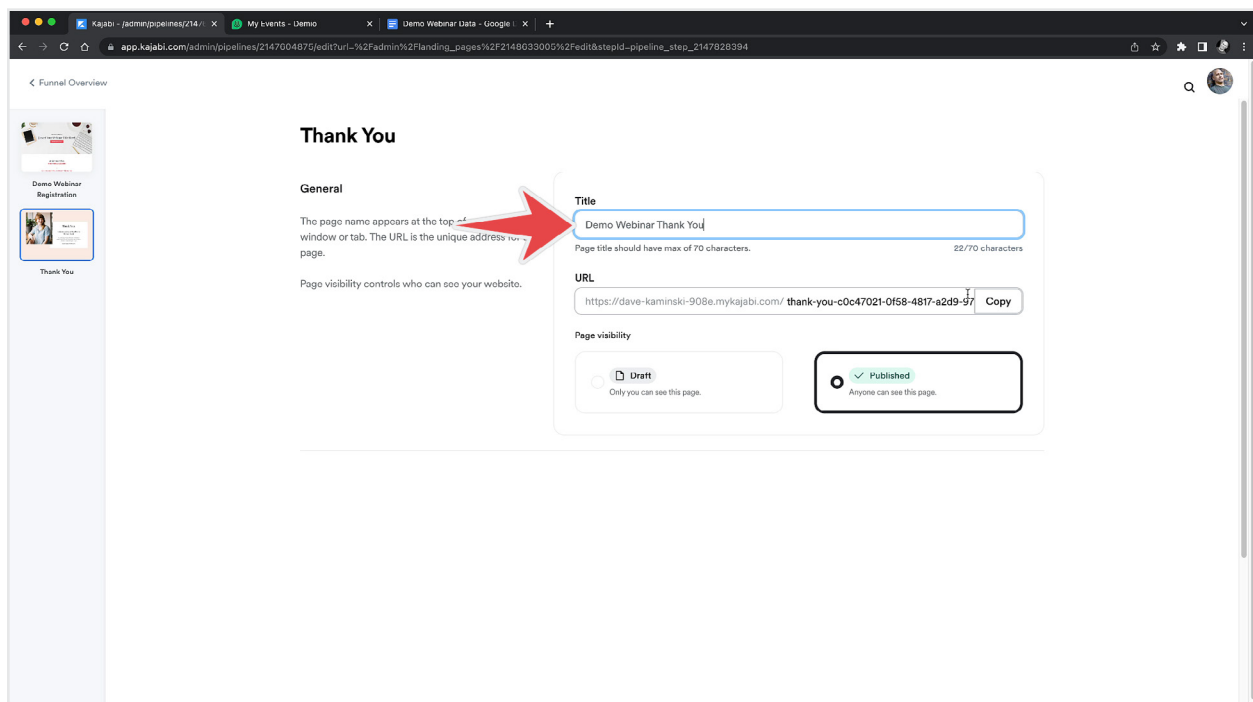 Kajabi - /admin/pipelines/2147
My Events - Demio
Demo Webinar Data - Google
app.kajabi.com/admin/pipelines/2147004875/edit?url=%2Fadmin%2Flanding_pages%2F2148633005%2Fedit&stepId=pipeline_step_2147828394
Funnel Overview
Demo Webinar
Registration
Thank You
Thank You
General
The page name appears at the top of
window or tab. The URL is the unique address
page.
Page visibility controls who can see your website.
Title
Demo Webinar Thank You
Page title should have max of 70 characters.
22/70 characters
URL
https://dave-kaminski-908e.mykajabi.com/ thank-you-c0c47021-0f58-4817-a2d9-97
Copy
Page visibility
Draft
Only you can see this page.
Published
Anyone can see this page.